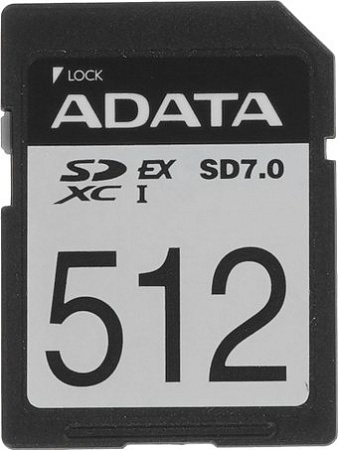 LOCK
ADATA
SD XC I EX SD7.0
512